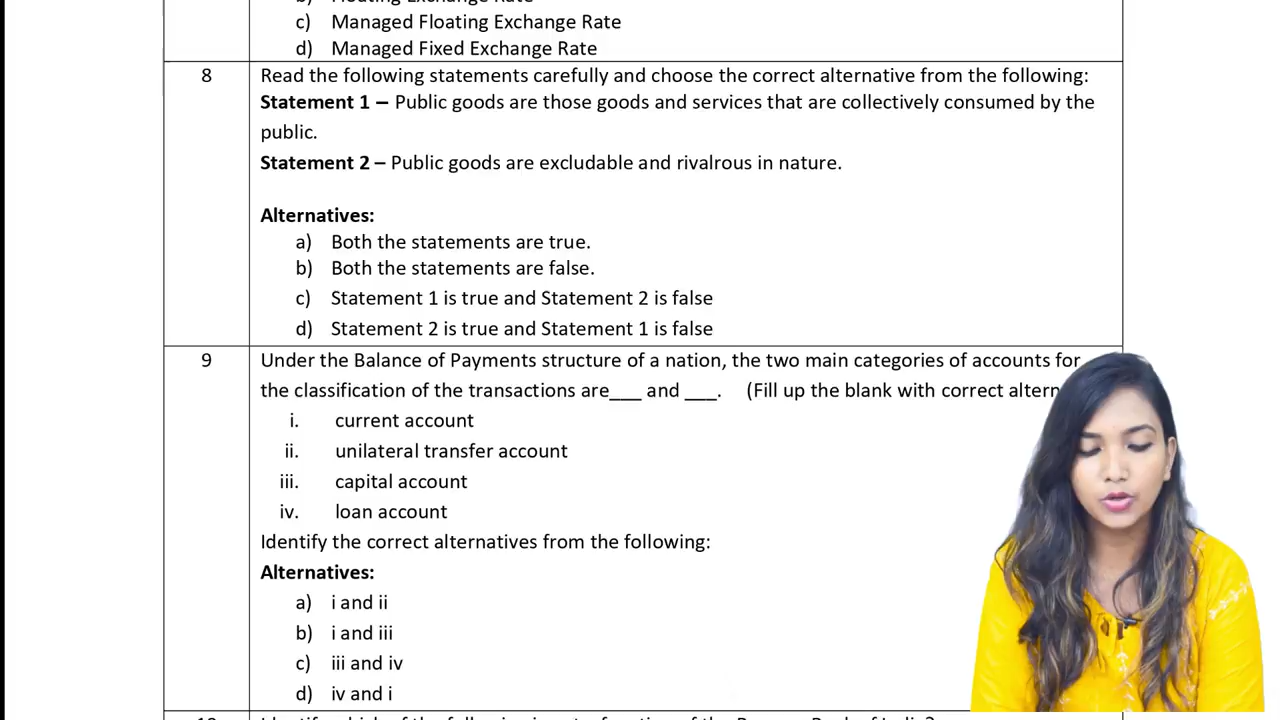 c) Managed Floating Exchange Rate
d) Managed Fixed Exchange Rate
8 Read the following statements carefully and choose the correct alternative from the following:
Statement 1 – Public goods are those goods and services that are collectively consumed by the
public.
Statement 2 – Public goods are excludable and rivalrous in nature.
Alternatives:
a) Both the statements are true.
b) Both the statements are false.
c) Statement 1 is true and Statement 2 is false
d) Statement 2 is true and Statement 1 is false
9 Under the Balance of Payments structure of a nation, the two main categories of accounts for
the classification of the transactions are___ and ___. (Fill up the blank with correct altern
i. current account
ii. unilateral transfer account
iii. capital account
iv. loan account
Identify the correct alternatives from the following:
Alternatives:
a) i and ii
b) i and iii
c) iii and iv
d) iv and i